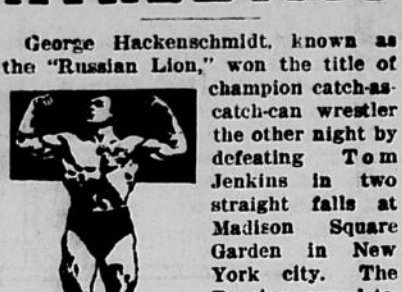 George Hackenschmidt, known as
the "Russian Lion," won the title of
champion catch-as-
catch-can wrestler
the other night by
defeating Tom
Jenkins in two
straight falls at
Madison Square
Garden in New
York city. The